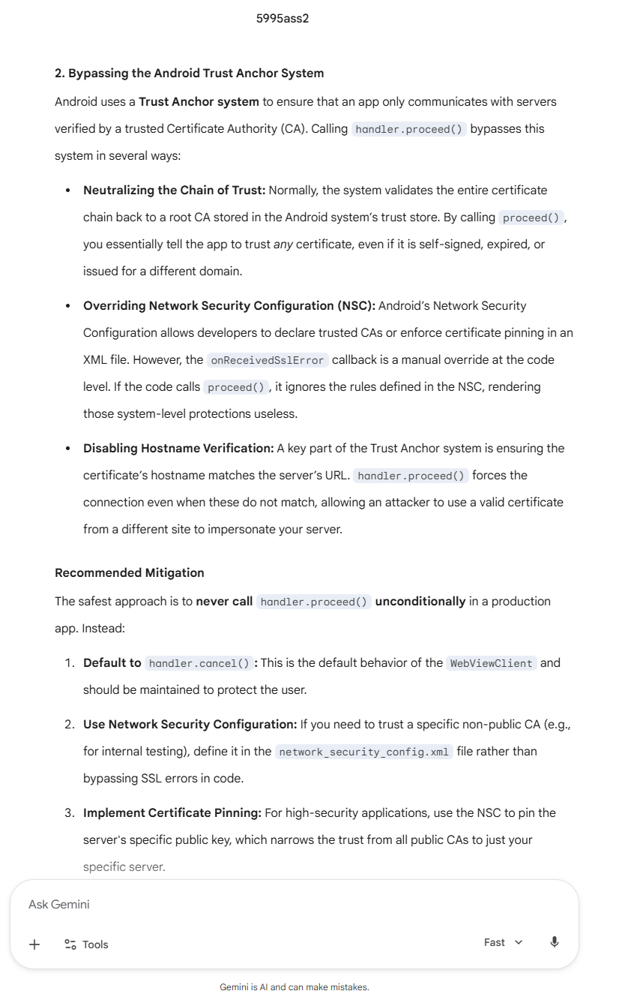 5995ass2
2. Bypassing the Android Trust Anchor System
Android uses a Trust Anchor system to ensure that an app only communicates with servers
verified by a trusted Certificate Authority (CA). Calling handler.proceed() bypasses this
system in several ways:
• Neutralizing the Chain of Trust: Normally, the system validates the entire certificate
chain back to a root CA stored in the Android system’s trust store. By calling proceed(),
you essentially tell the app to trust any certificate, even if it is self-signed, expired, or
issued for a different domain.
• Overriding Network Security Configuration (NSC): Android’s Network Security
Configuration allows developers to declare trusted CAs or enforce certificate pinning in an
XML file. However, the onReceivedSslError callback is a manual override at the code
level. If the code calls proceed(), it ignores the rules defined in the NSC, rendering
those system-level protections useless.
• Disabling Hostname Verification: A key part of the Trust Anchor system is ensuring the
certificate’s hostname matches the server’s URL. handler.proceed() forces the
connection even when these do not match, allowing an attacker to use a valid certificate
from a different site to impersonate your server.
Recommended Mitigation
The safest approach is to never call handler.proceed() unconditionally in a production
app. Instead:
1. Default to handler.cancel(): This is the default behavior of the WebViewClient and
should be maintained to protect the user.
2. Use Network Security Configuration: If you need to trust a specific non-public CA (e.g.,
for internal testing), define it in the network_security_config.xml file rather than
bypassing SSL errors in code.
3. Implement Certificate Pinning: For high-security applications, use the NSC to pin the
server's specific public key, which narrows the trust from all public CAs to just your
specific server.
Ask Gemini
Tools
Fast
Gemini is AI and can make mistakes.